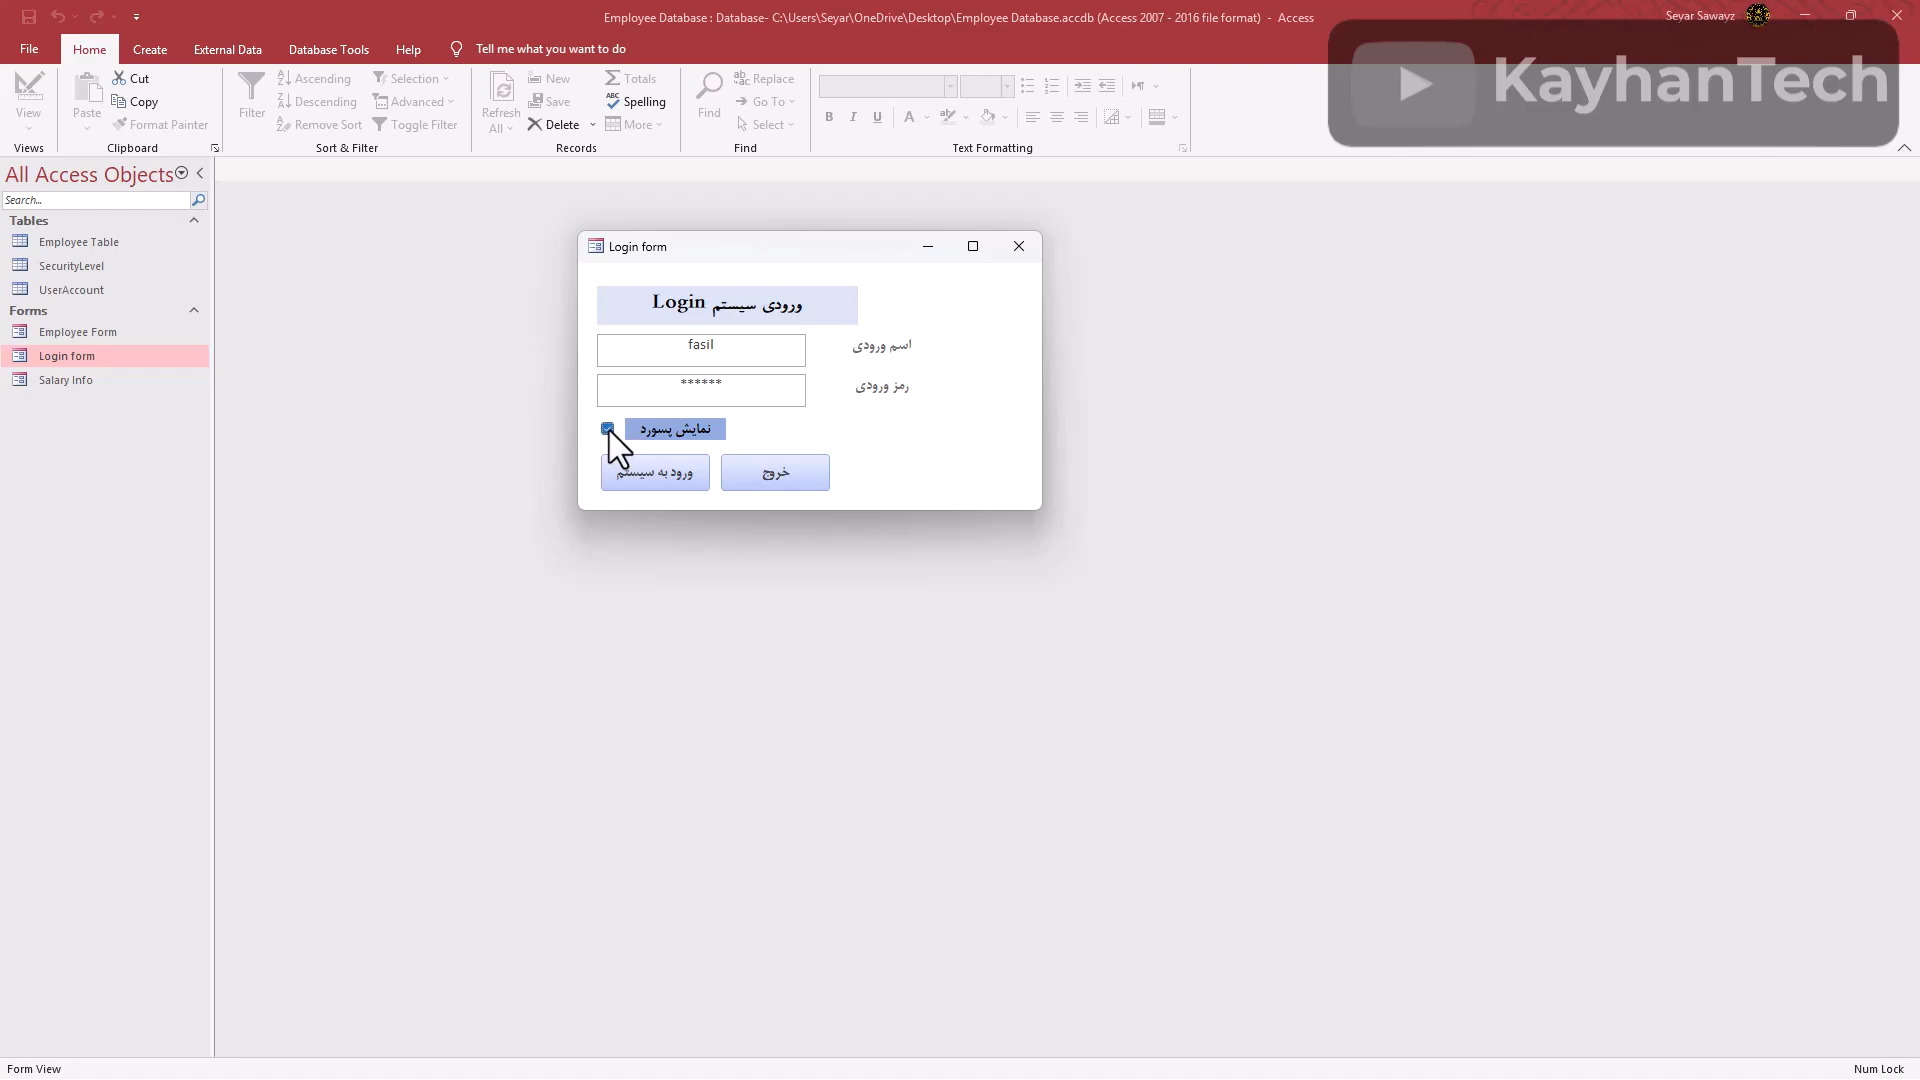 Employee Database : Database- C:\Users\Seyar\OneDrive\Desktop\Employee Database.accdb (Access 2007 - 2016 file format) - Access
Seyar Sawayz
File Home Create External Data Database Tools Help Tell me what you want to do
KayhanTech
View
Views
Paste
Cut
Copy
Format Painter
Clipboard
Filter
Ascending
Descending
Remove Sort
Selection
Advanced
Toggle Filter
Sort & Filter
Refresh
All
New
Save
Delete
Totals
Spelling
More
Records
Find
Replace
Go To
Select
Find
B I U A
Text Formatting
All Access Objects
Search...
Tables
Employee Table
SecurityLevel
UserAccount
Forms
Employee Form
Login form
Salary Info
Login form
ورودی سیستم Login
fasil
اسم ورودی
******
رمز ورودی
نمایش پسورد
ورود به سیستم
خروج
Form View
Num Lock